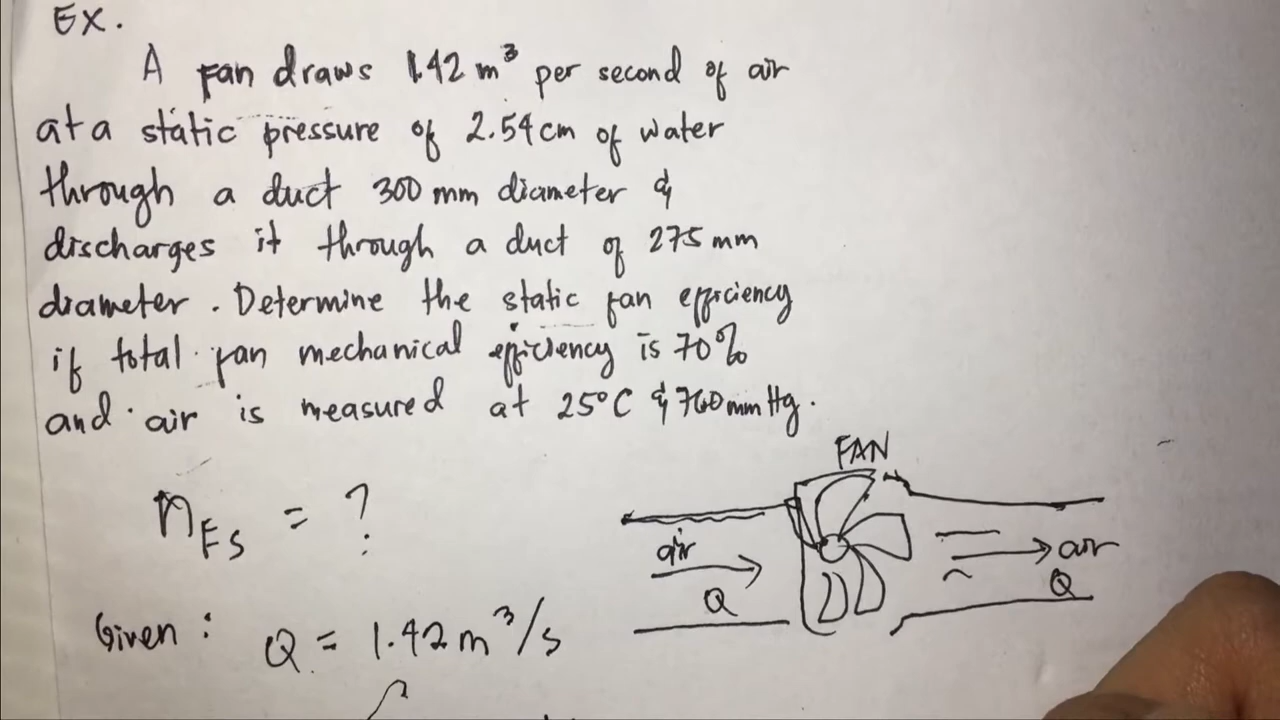 Ex.
A fan draws 1.42 m³ per second of air
at a static pressure of 2.54 cm of water
through a duct 300 mm diameter &
discharges it through a duct of 275 mm
diameter. Determine the static fan efficiency
if total fan mechanical efficiency is 70%
and air is measured at 25°C & 760 mm Hg.
FAN
ηFS = ?
air
Q
air
Q
Given : Q = 1.42 m³/s